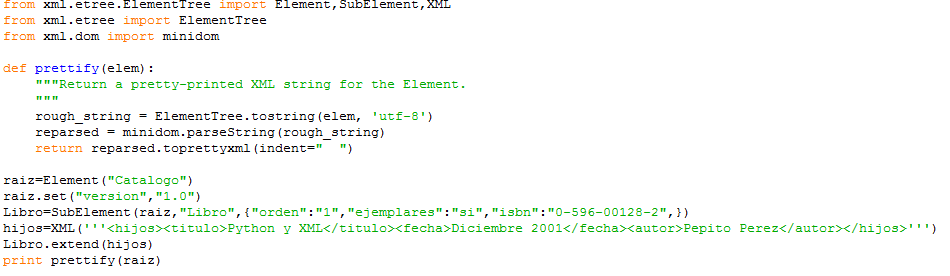 from xml.etree.ElementTree import Element,SubElement,XML
from xml.etree import ElementTree
from xml.dom import minidom

def prettify(elem):
    """Return a pretty-printed XML string for the Element.
    """
    rough_string = ElementTree.tostring(elem, 'utf-8')
    reparsed = minidom.parseString(rough_string)
    return reparsed.toprettyxml(indent="  ")

raiz=Element("Catalogo")
raiz.set("version","1.0")
Libro=SubElement(raiz,"Libro",{"orden":"1","ejemplares":"si","isbn":"0-596-00128-2",})
hijos=XML('''<hijos><titulo>Python y XML</titulo><fecha>Diciembre 2001</fecha><autor>Pepito Perez</autor></hijos>''')
Libro.extend(hijos)
print prettify(raiz)